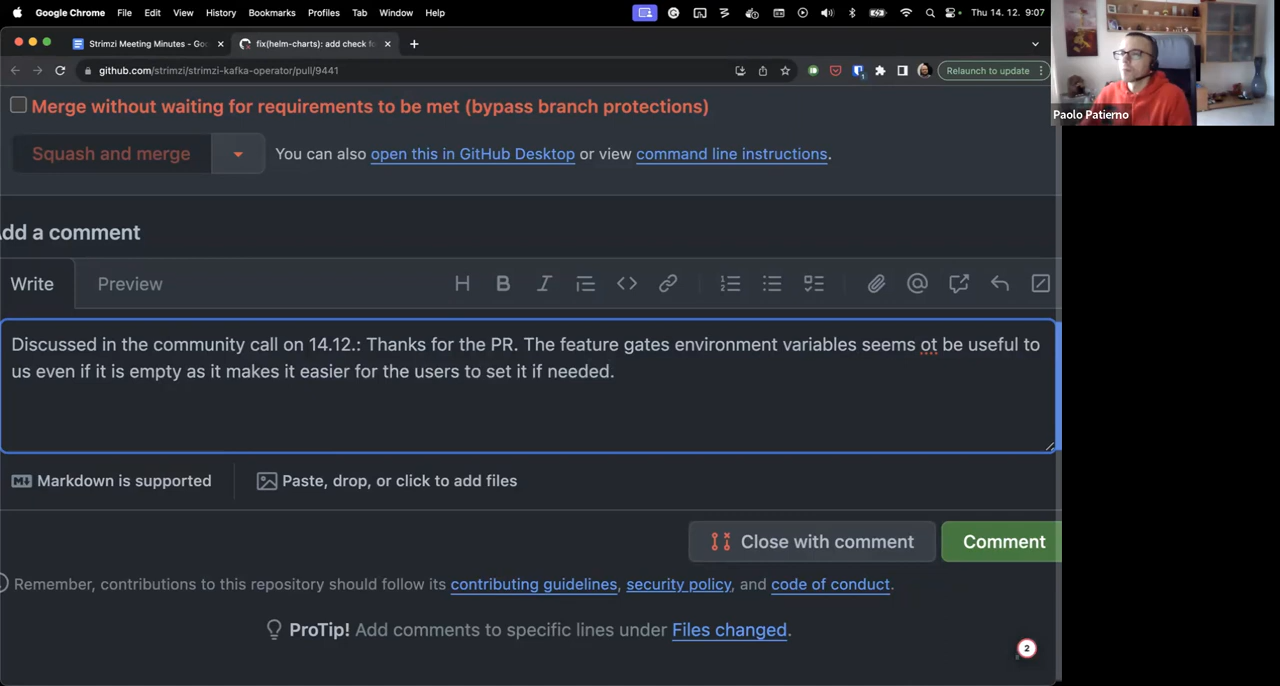 Google Chrome File Edit View History Bookmarks Profiles Tab Window Help Thu 14. 12. 9:07
Strimzi Meeting Minutes - Goo fix(helm-charts): add check fo
github.com/strimzi/strimzi-kafka-operator/pull/9441 Relaunch to update
Paolo Patierno
Merge without waiting for requirements to be met (bypass branch protections)
Squash and merge You can also open this in GitHub Desktop or view command line instructions.
dd a comment
Write Preview
Discussed in the community call on 14.12.: Thanks for the PR. The feature gates environment variables seems ot be useful to
us even if it is empty as it makes it easier for the users to set it if needed.
Markdown is supported Paste, drop, or click to add files
Close with comment Comment
Remember, contributions to this repository should follow its contributing guidelines, security policy, and code of conduct.
ProTip! Add comments to specific lines under Files changed.
2